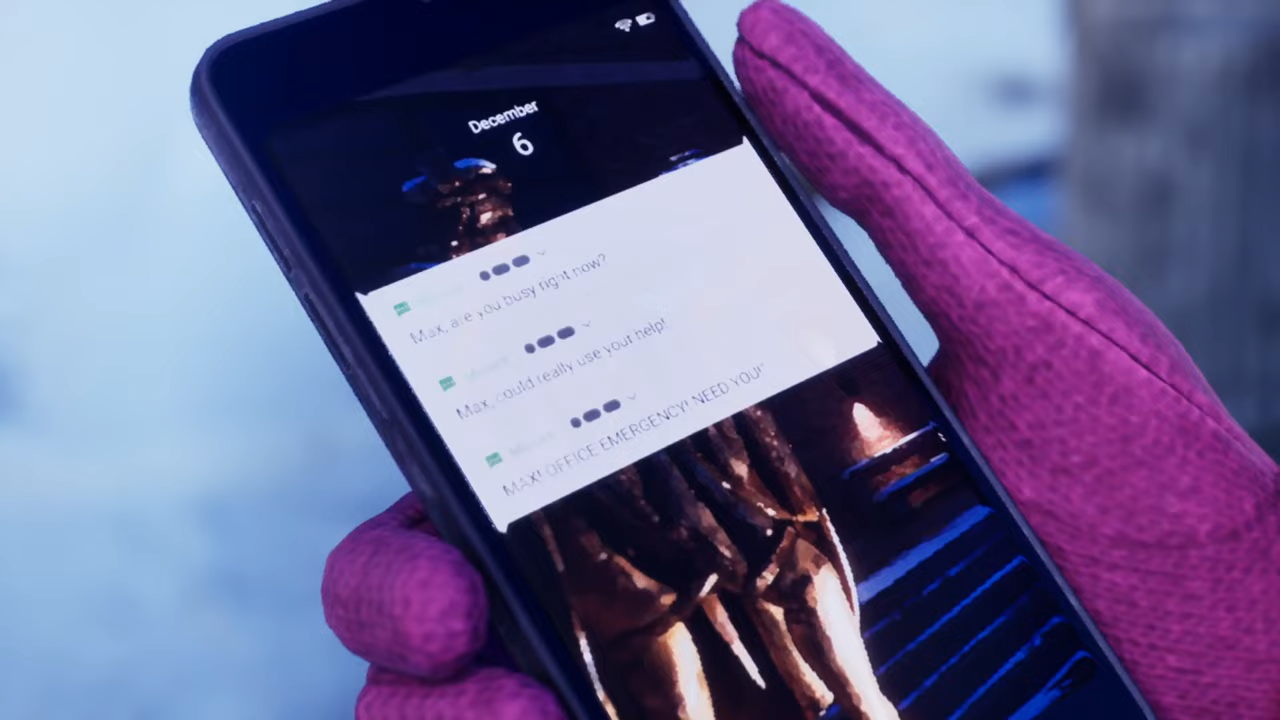 December
6
Max, are you busy right now?
Max, could really use your help!
MAX! OFFICE EMERGENCY! NEED YOU!